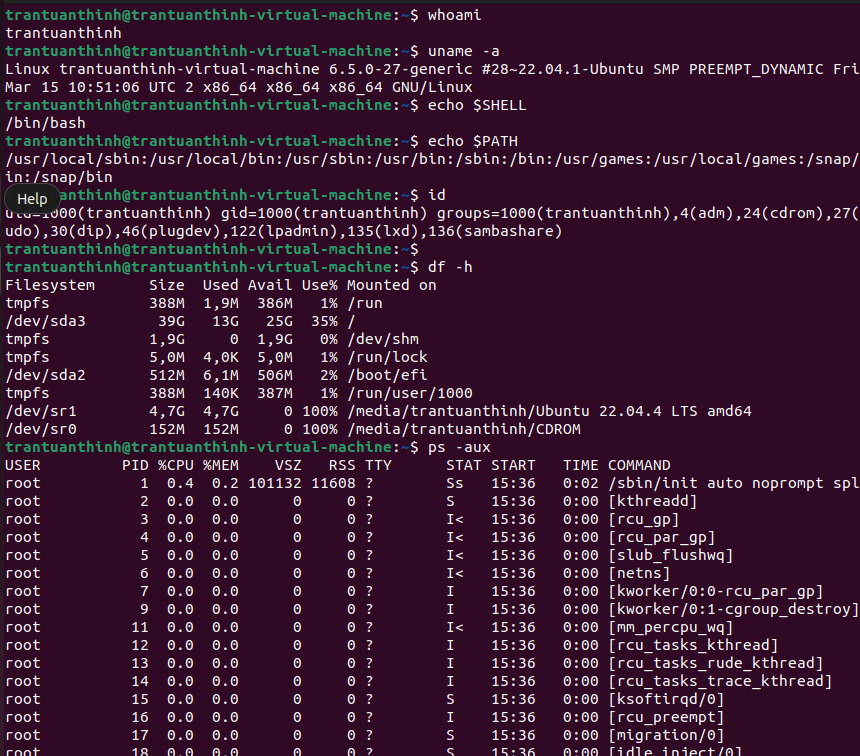 trantuanthinh@trantuanthinh-virtual-machine:~$ whoami
trantuanthinh
trantuanthinh@trantuanthinh-virtual-machine:~$ uname -a
Linux trantuanthinh-virtual-machine 6.5.0-27-generic #28~22.04.1-Ubuntu SMP PREEMPT_DYNAMIC Fri
Mar 15 10:51:06 UTC 2 x86_64 x86_64 x86_64 GNU/Linux
trantuanthinh@trantuanthinh-virtual-machine:~$ echo $SHELL
/bin/bash
trantuanthinh@trantuanthinh-virtual-machine:~$ echo $PATH
/usr/local/sbin:/usr/local/bin:/usr/sbin:/usr/bin:/sbin:/bin:/usr/games:/usr/local/games:/snap/
in:/snap/bin
Help anthinh@trantuanthinh-virtual-machine:~$ id
uid=1000(trantuanthinh) gid=1000(trantuanthinh) groups=1000(trantuanthinh),4(adm),24(cdrom),27(
udo),30(dip),46(plugdev),122(lpadmin),135(lxd),136(sambashare)
trantuanthinh@trantuanthinh-virtual-machine:~$
trantuanthinh@trantuanthinh-virtual-machine:~$ df -h
Filesystem      Size  Used Avail Use% Mounted on
tmpfs           388M  1,9M  386M   1% /run
/dev/sda3        39G   13G   25G  35% /
tmpfs           1,9G     0  1,9G   0% /dev/shm
tmpfs           5,0M  4,0K  5,0M   1% /run/lock
/dev/sda2       512M  6,1M  506M   2% /boot/efi
tmpfs           388M  140K  387M   1% /run/user/1000
/dev/sr1        4,7G  4,7G     0 100% /media/trantuanthinh/Ubuntu 22.04.4 LTS amd64
/dev/sr0        152M  152M     0 100% /media/trantuanthinh/CDROM
trantuanthinh@trantuanthinh-virtual-machine:~$ ps -aux
USER         PID %CPU %MEM    VSZ   RSS TTY      STAT START   TIME COMMAND
root           1  0.4  0.2 101132 11608 ?        Ss   15:36   0:02 /sbin/init auto noprompt spl
root           2  0.0  0.0      0     0 ?        S    15:36   0:00 [kthreadd]
root           3  0.0  0.0      0     0 ?        I<   15:36   0:00 [rcu_gp]
root           4  0.0  0.0      0     0 ?        I<   15:36   0:00 [rcu_par_gp]
root           5  0.0  0.0      0     0 ?        I<   15:36   0:00 [slub_flushwq]
root           6  0.0  0.0      0     0 ?        I<   15:36   0:00 [netns]
root           7  0.0  0.0      0     0 ?        I    15:36   0:00 [kworker/0:0-rcu_par_gp]
root           9  0.0  0.0      0     0 ?        I    15:36   0:00 [kworker/0:1-cgroup_destroy]
root          11  0.0  0.0      0     0 ?        I<   15:36   0:00 [mm_percpu_wq]
root          12  0.0  0.0      0     0 ?        I    15:36   0:00 [rcu_tasks_kthread]
root          13  0.0  0.0      0     0 ?        I    15:36   0:00 [rcu_tasks_rude_kthread]
root          14  0.0  0.0      0     0 ?        I    15:36   0:00 [rcu_tasks_trace_kthread]
root          15  0.0  0.0      0     0 ?        S    15:36   0:00 [ksoftirqd/0]
root          16  0.0  0.0      0     0 ?        I    15:36   0:00 [rcu_preempt]
root          17  0.0  0.0      0     0 ?        S    15:36   0:00 [migration/0]
root          18  0.0  0.0      0     0 ?        S    15:36   0:00 [idle_inject/0]